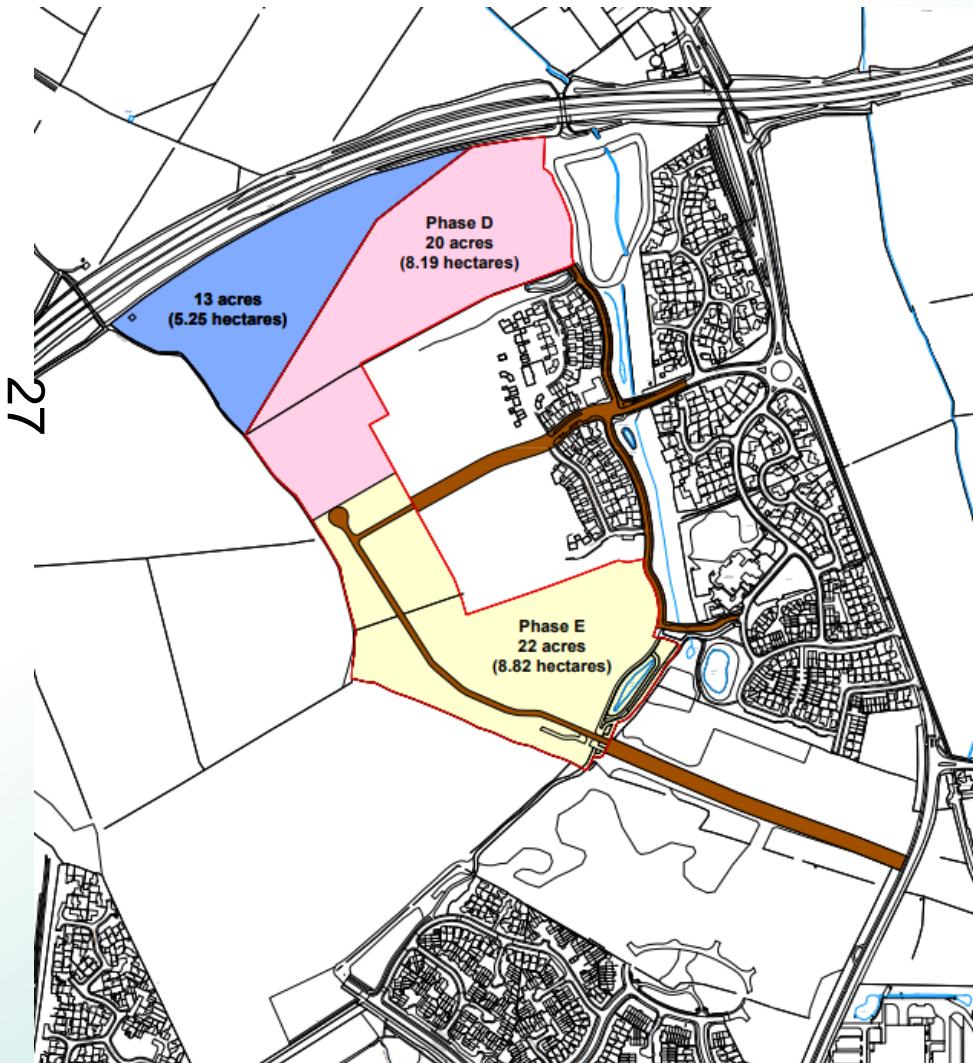 Phase D
20 acres
(8.19 hectares)
13 acres
(5.25 hectares)
27
Phase E
22 acres
(8.82 hectares)